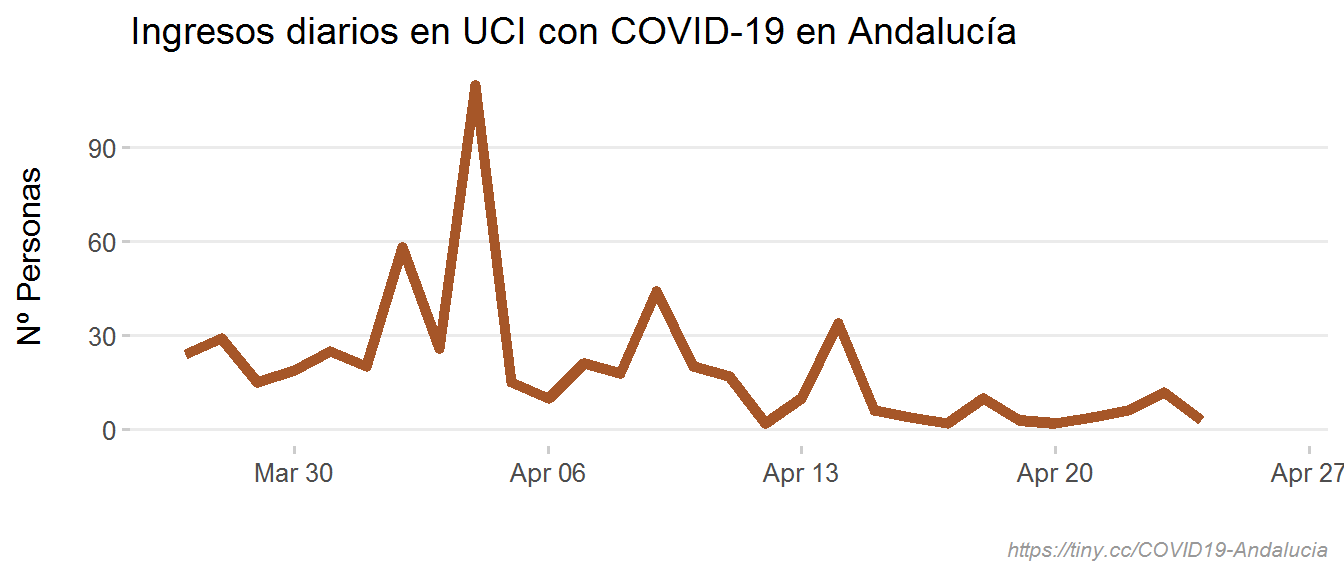 Ingresos diarios en UCI con COVID-19 en Andalucía
Nº Personas
90
60
30
0
Mar 30
Apr 06
Apr 13
Apr 20
Apr 27
https://tiny.cc/COVID19-Andalucia